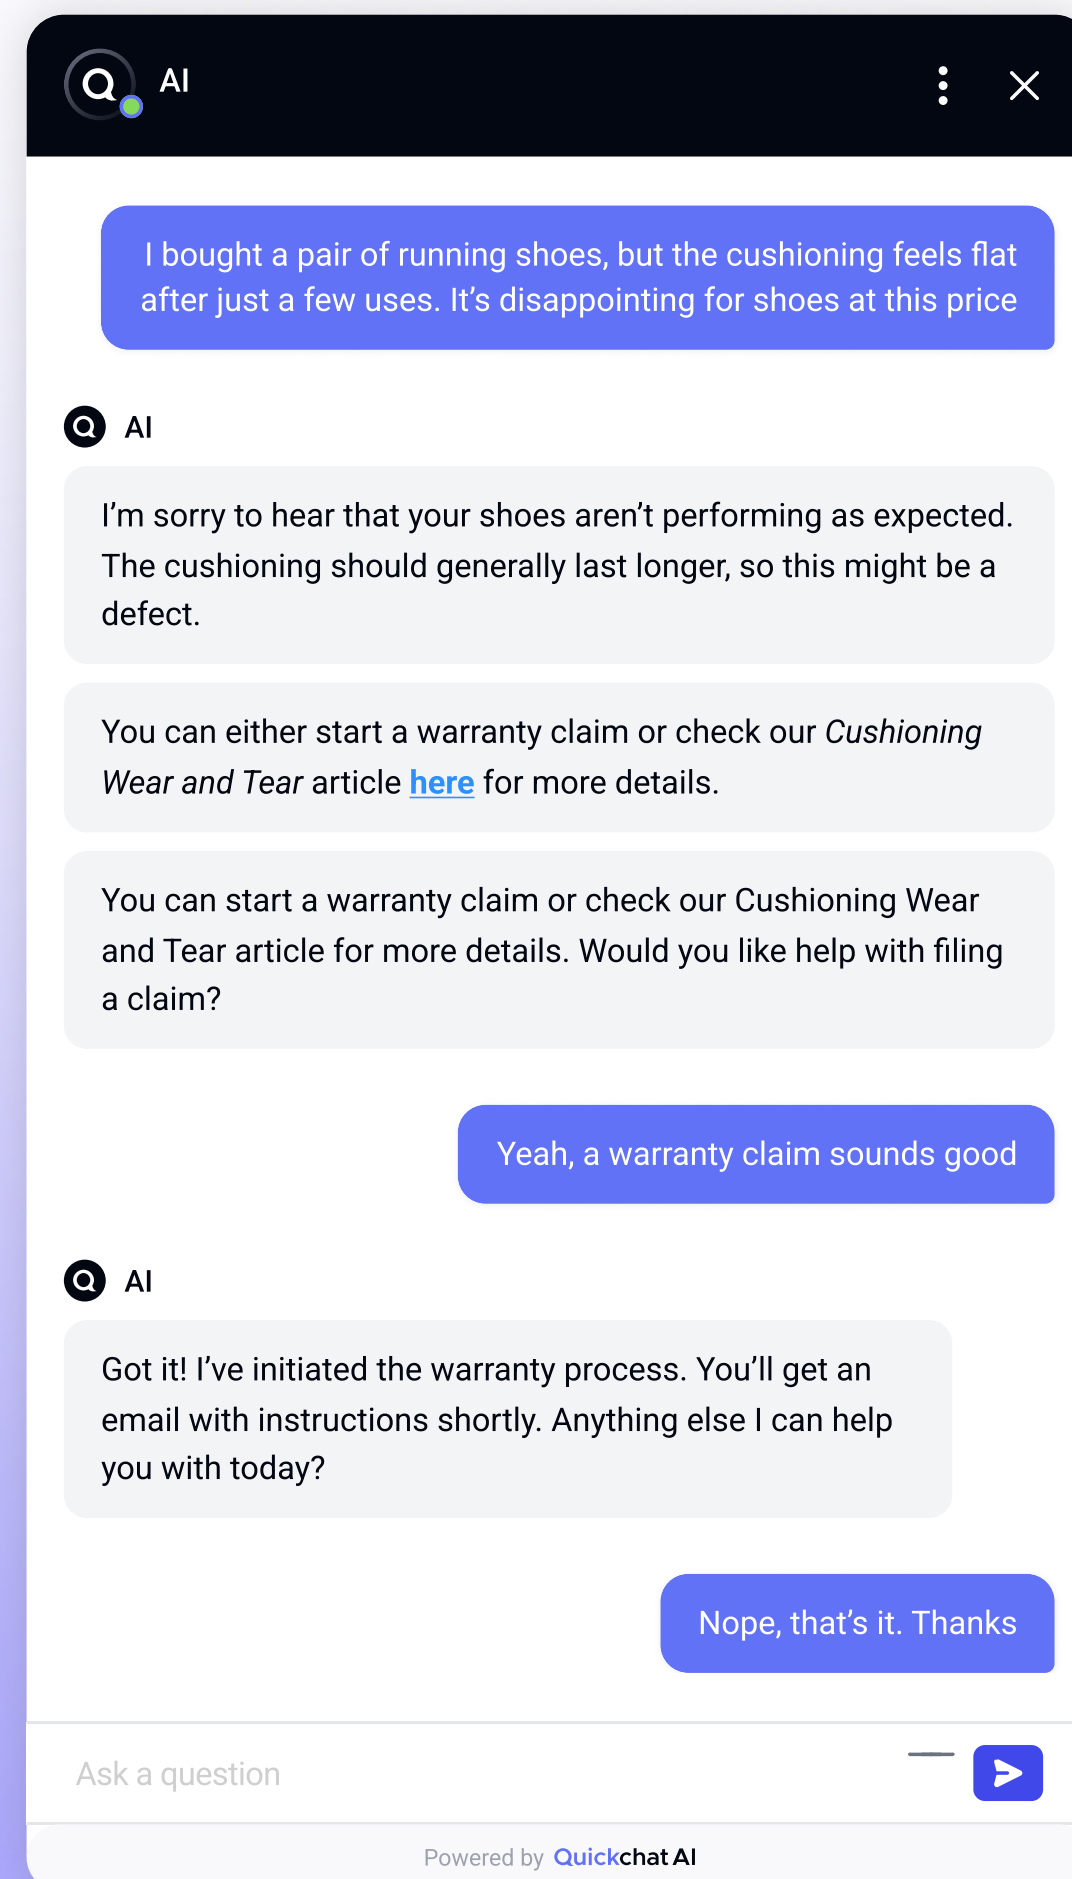 AI
I bought a pair of running shoes, but the cushioning feels flat
after just a few uses. It’s disappointing for shoes at this price
AI
I’m sorry to hear that your shoes aren’t performing as expected.
The cushioning should generally last longer, so this might be a
defect.
You can either start a warranty claim or check our Cushioning
Wear and Tear article here for more details.
You can start a warranty claim or check our Cushioning Wear
and Tear article for more details. Would you like help with filing
a claim?
Yeah, a warranty claim sounds good
AI
Got it! I’ve initiated the warranty process. You’ll get an
email with instructions shortly. Anything else I can help
you with today?
Nope, that’s it. Thanks
Ask a question
Powered by Quickchat AI